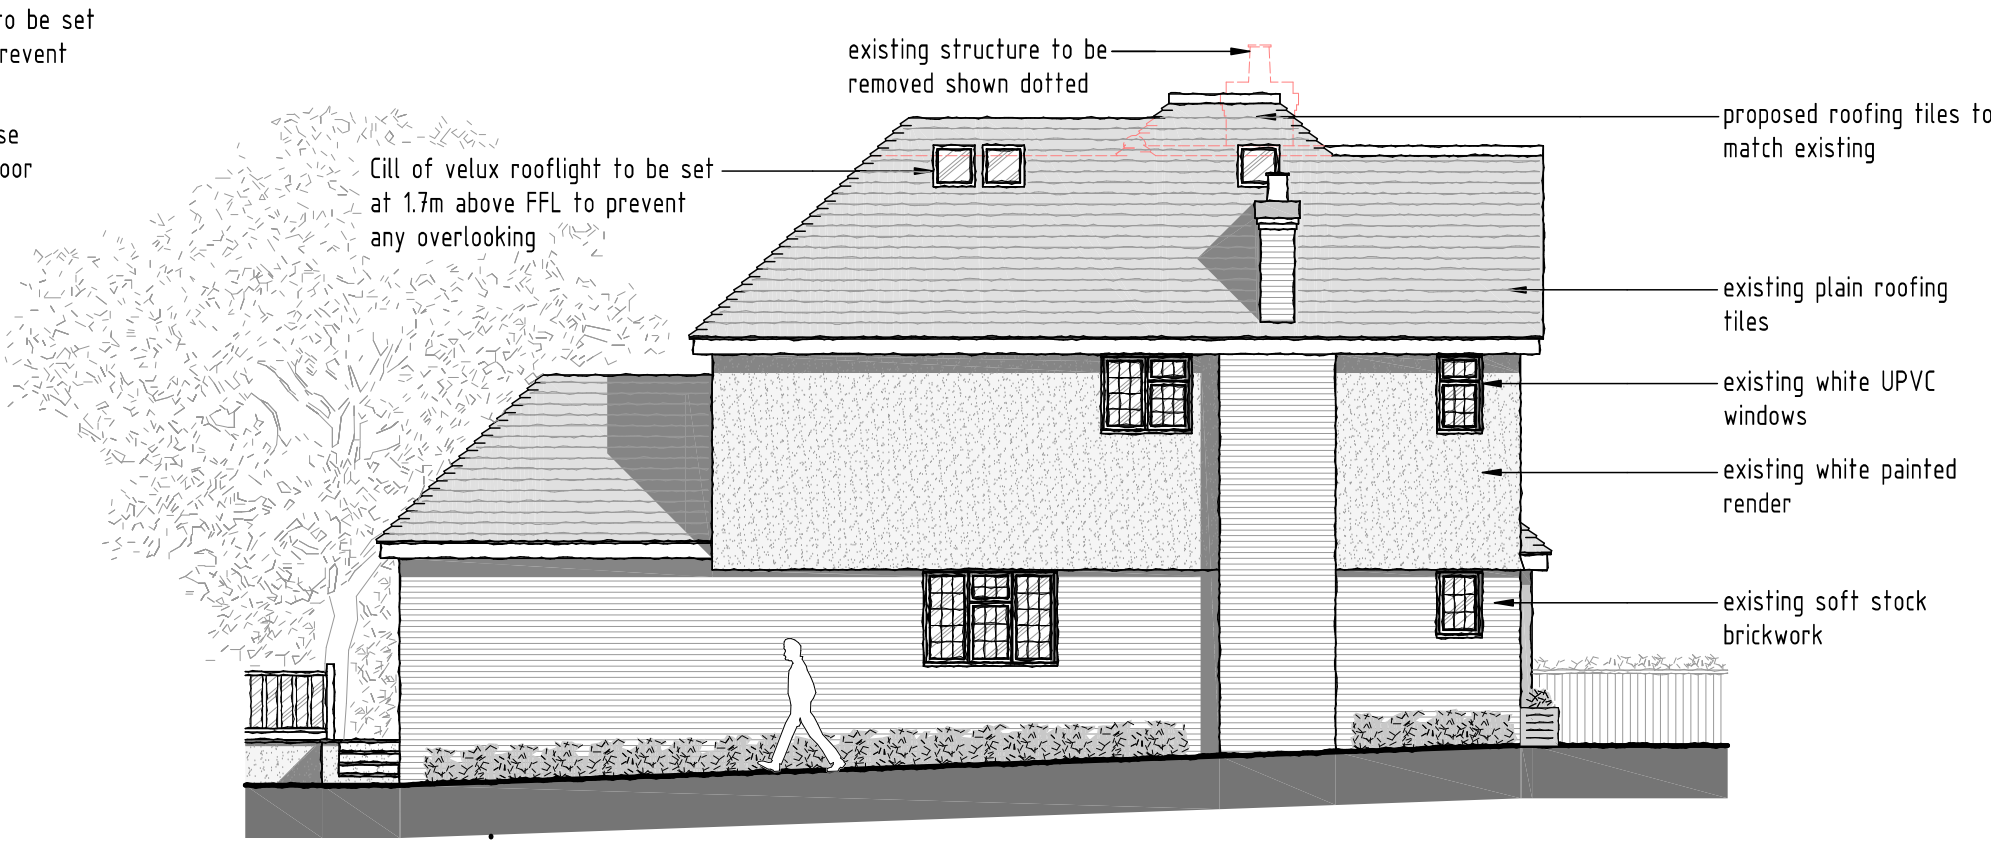 to be set
revent
se
oor
existing structure to be
removed shown dotted
Cill of velux rooflight to be set
at 1.7m above FFL to prevent
any overlooking
proposed roofing tiles to
match existing
existing plain roofing
tiles
existing white UPVC
windows
existing white painted
render
existing soft stock
brickwork